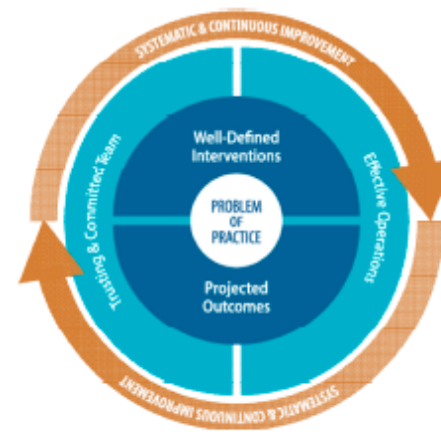 SYSTEMATIC & CONTINUOUS IMPROVEMENT
Well-Defined
Interventions
Trusting & Committed Team
PROBLEM
OF
PRACTICE
Effective Operations
Projected
Outcomes
SYSTEMATIC & CONTINUOUS IMPROVEMENT